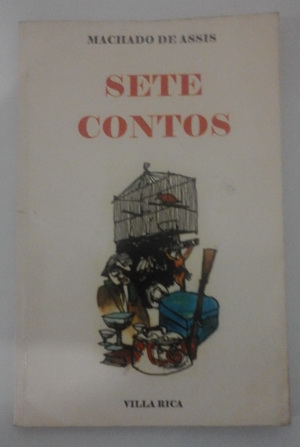 MACHADO DE ASSIS
SETE
CONTOS
VILLA RICA